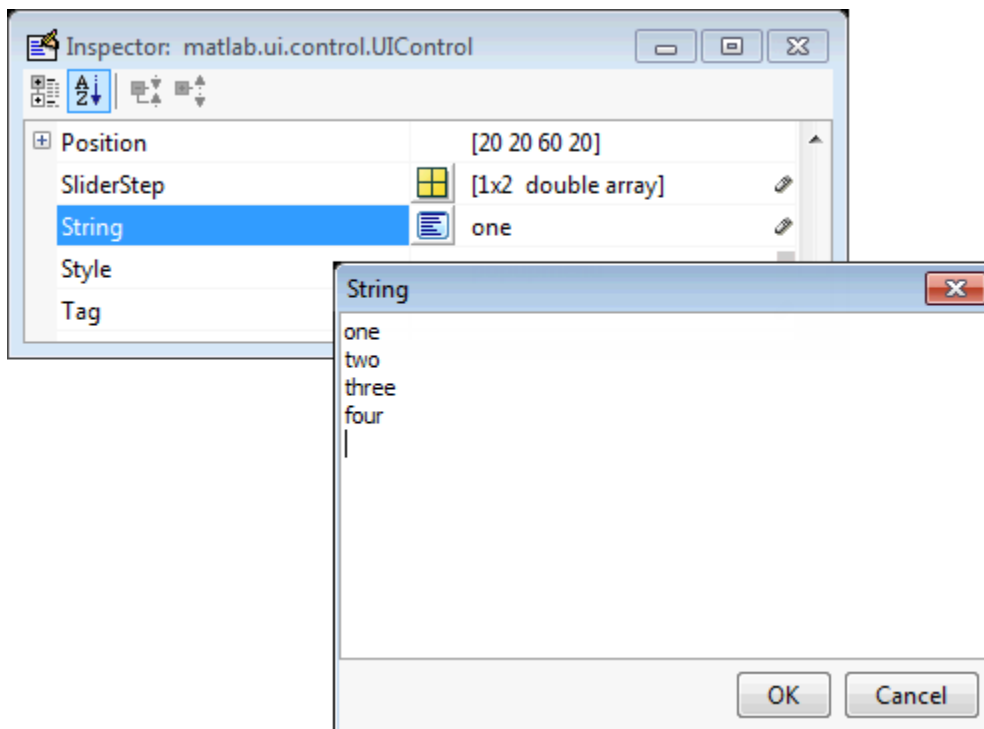 Inspector: matlab.ui.control.UIControl
Position [20 20 60 20]
SliderStep [1x2 double array]
String one
Style
Tag
String
one
two
three
four
OK Cancel